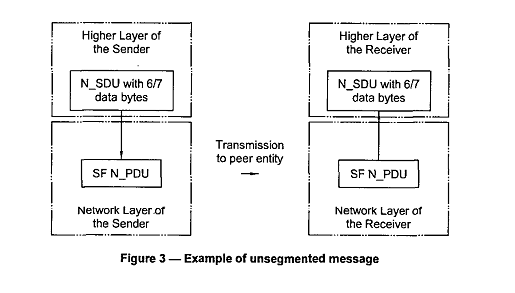 Higher Layer of
the Sender
N_SDU with 6/7
data bytes
SF N_PDU
Network Layer of
the Sender
Transmission
to peer entity
Higher Layer of
the Receiver
N_SDU with 6/7
data bytes
SF N_PDU
Network Layer of
the Receiver
Figure 3 — Example of unsegmented message